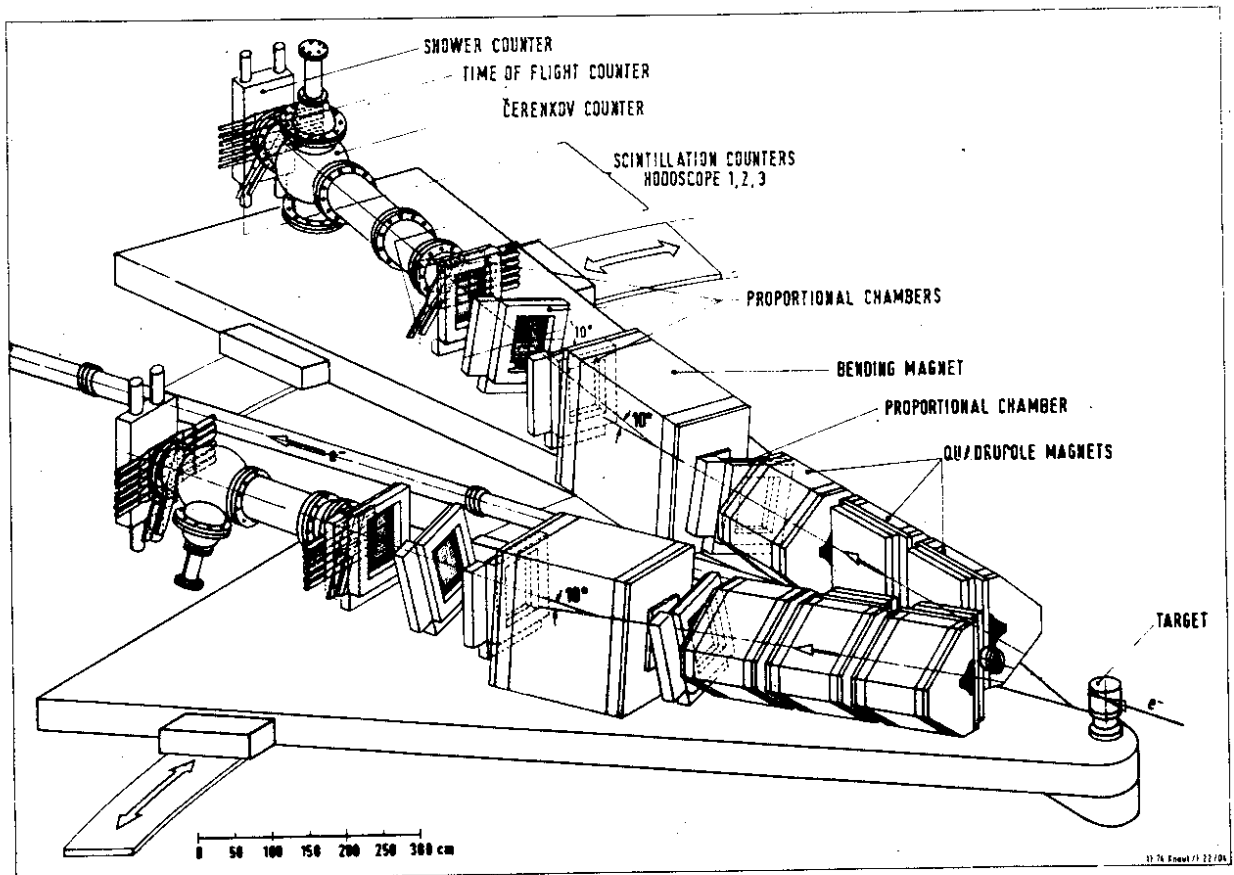 SHOWER COUNTER
TIME OF FLIGHT COUNTER
ČERENKOV COUNTER
SCINTILLATION COUNTERS
HODOSCOPE 1,2,3
PROPORTIONAL CHAMBERS
10°
BENDING MAGNET
10°
PROPORTIONAL CHAMBER
QUADRUPOLE MAGNETS
e⁻
10°
TARGET
e⁻
0 50 100 150 200 250 300 cm